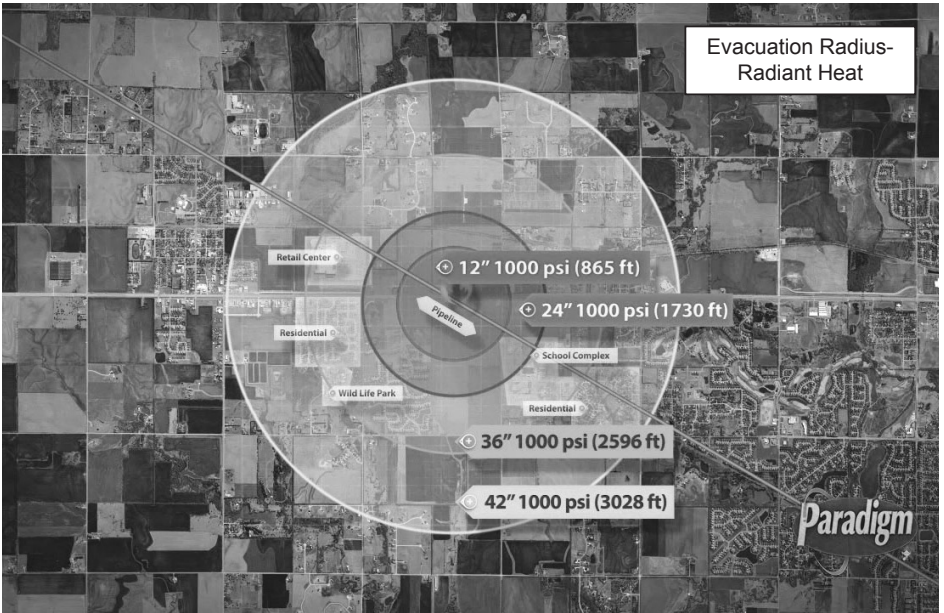 Evacuation Radius-
Radiant Heat
Retail Center
12” 1000 psi (865 ft)
24” 1000 psi (1730 ft)
Pipeline
Residential
School Complex
Wild Life Park
Residential
36” 1000 psi (2596 ft)
42” 1000 psi (3028 ft)
Paradigm